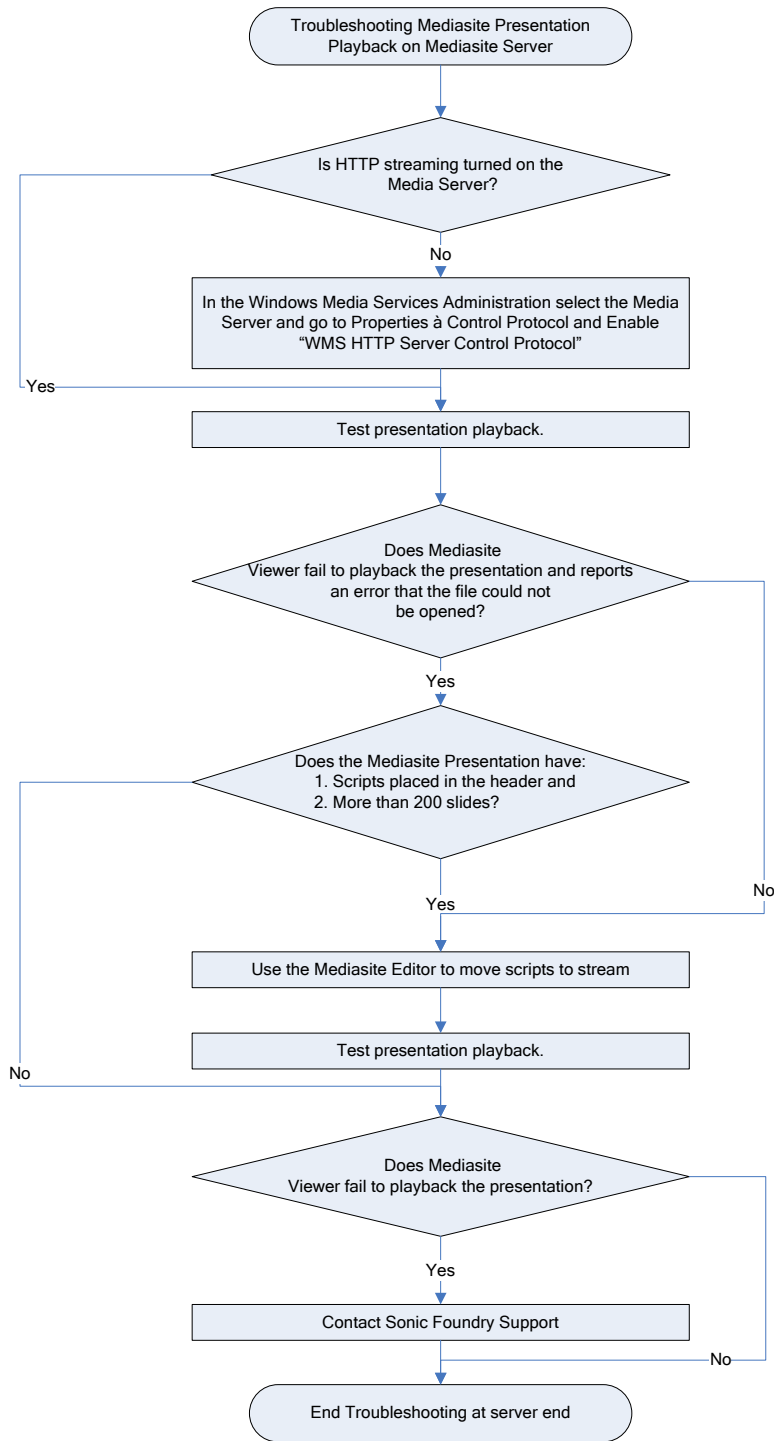 Troubleshooting Mediasite Presentation
Playback on Mediasite Server
Is HTTP streaming turned on the
Media Server?
No
In the Windows Media Services Administration select the Media
Server and go to Properties à Control Protocol and Enable
“WMS HTTP Server Control Protocol”
Yes
Test presentation playback.
Does Mediasite
Viewer fail to playback the presentation and reports
an error that the file could not
be opened?
Yes
Does the Mediasite Presentation have:
1. Scripts placed in the header and
2. More than 200 slides?
No
Yes
Use the Mediasite Editor to move scripts to stream
Test presentation playback.
No
Does Mediasite
Viewer fail to playback the presentation?
Yes
Contact Sonic Foundry Support
No
End Troubleshooting at server end